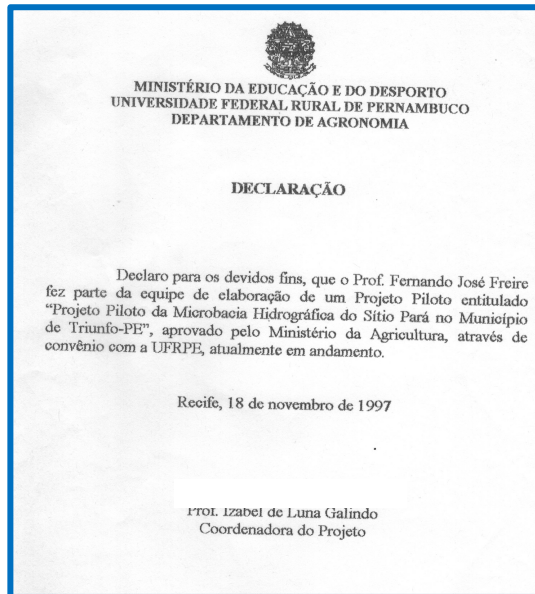 MINISTÉRIO DA EDUCAÇÃO E DO DESPORTO
UNIVERSIDADE FEDERAL RURAL DE PERNAMBUCO
DEPARTAMENTO DE AGRONOMIA
DECLARAÇÃO
Declaro para os devidos fins, que o Prof. Fernando José Freire
fez parte da equipe de elaboração de um Projeto Piloto entitulado
“Projeto Piloto da Microbacia Hidrográfica do Sítio Pará no Município
de Triunfo-PE”, aprovado pelo Ministério da Agricultura, através de
convênio com a UFRPE, atualmente em andamento.
Recife, 18 de novembro de 1997
Prof. Izabel de Luna Galindo
Coordenadora do Projeto